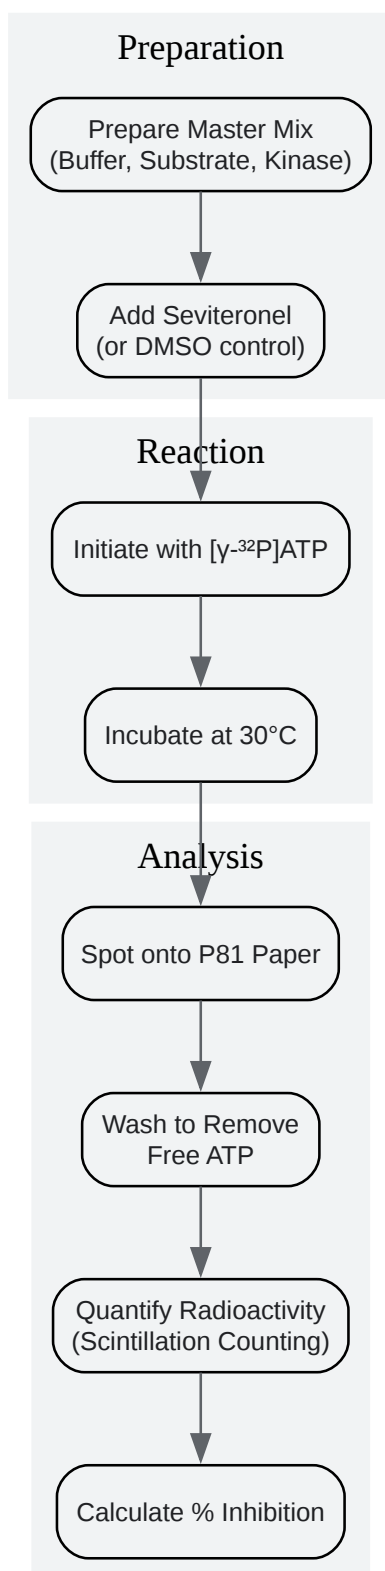 Preparation
Prepare Master Mix
(Buffer, Substrate, Kinase)
Add Seviteronel
(or DMSO control)
Reaction
Initiate with [γ-³²P]ATP
Incubate at 30°C
Analysis
Spot onto P81 Paper
Wash to Remove
Free ATP
Quantify Radioactivity
(Scintillation Counting)
Calculate % Inhibition